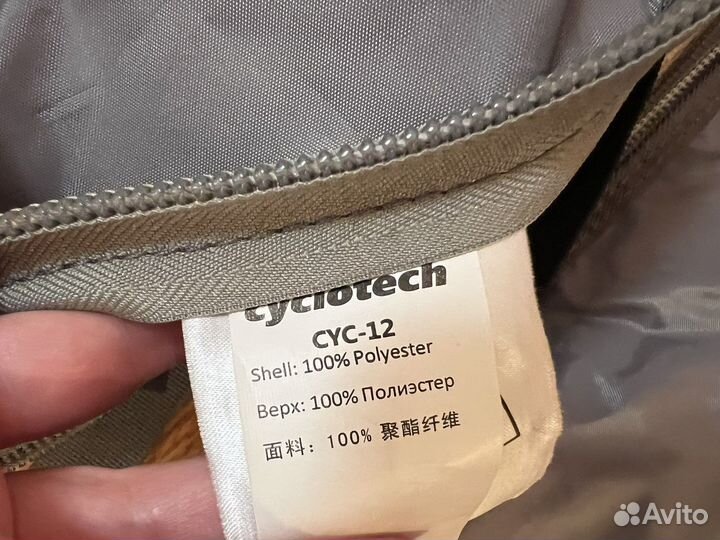 cyclotech
CYC-12
Shell: 100% Polyester
Верх: 100% Полиэстер
面料: 100% 聚酯纤维
Avito